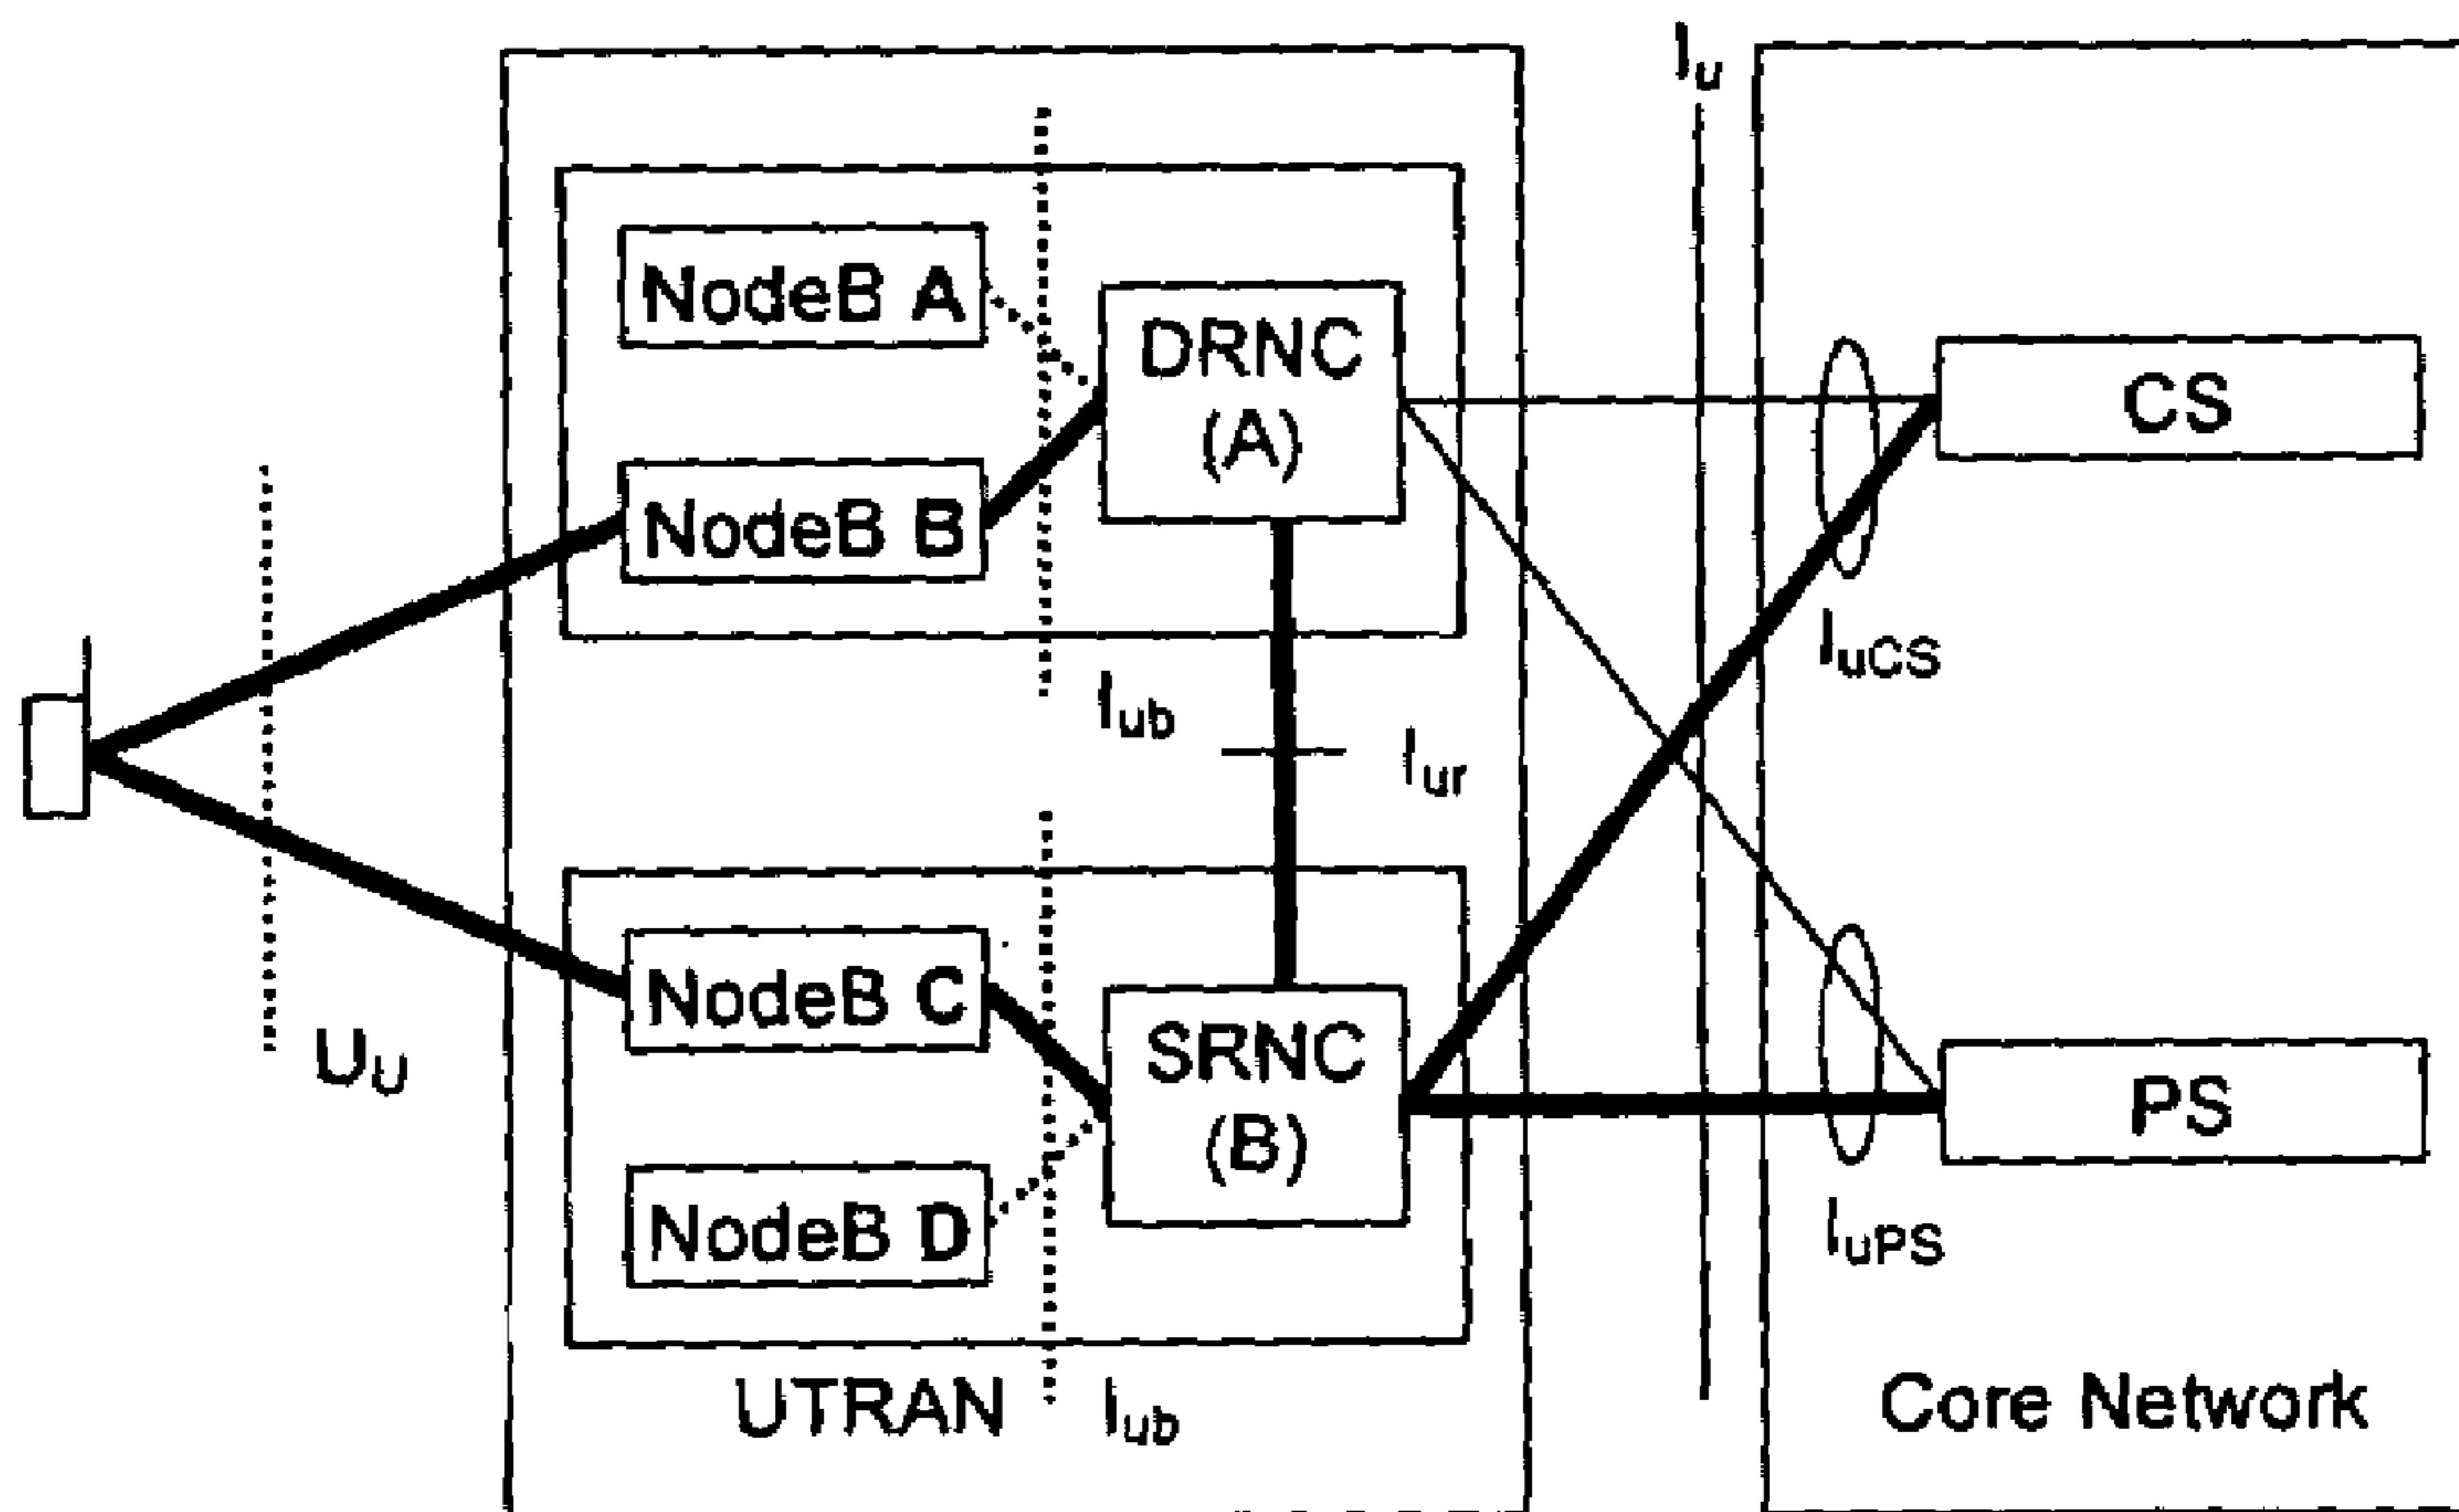 Iu
NodeB A
DRNC
(A)
CS
NodeB B
IuCS
Iub
Iur
NodeB C
SRNC
(B)
UU
PS
NodeB D
IuPS
UTRAN
Iub
Core Network